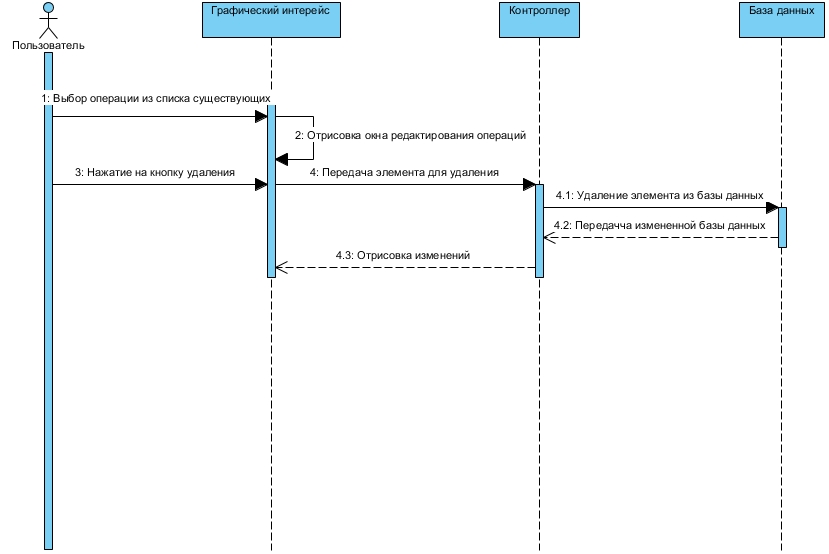 Пользователь
Графический интерейс
Контроллер
База данных
1: Выбор операции из списка существующих
2: Отрисовка окна редактирования операций
3: Нажатие на кнопку удаления
4: Передача элемента для удаления
4.1: Удаление элемента из базы данных
4.2: Передачча измененной базы данных
4.3: Отрисовка изменений